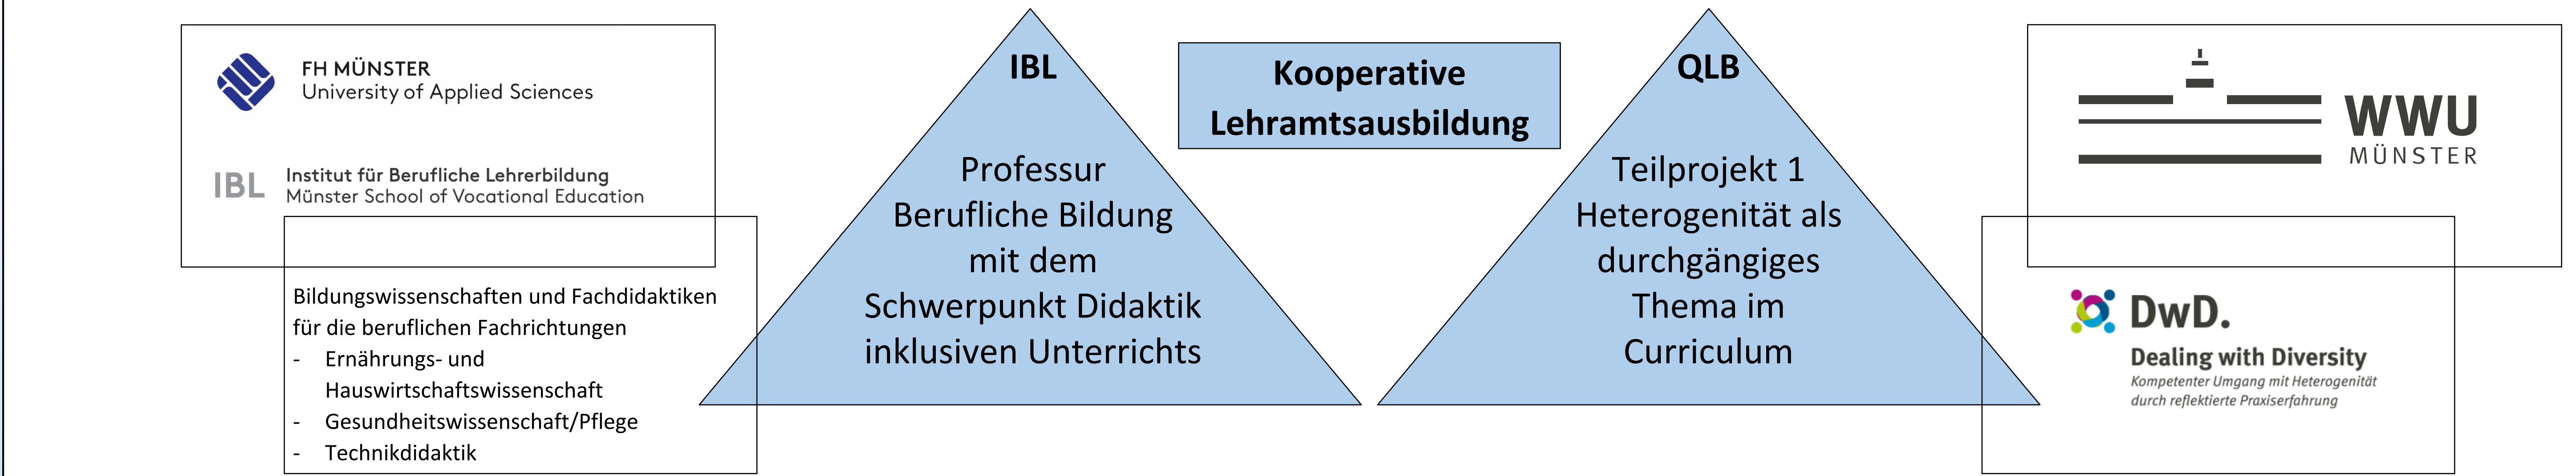 FH MÜNSTER
University of Applied Sciences
IBL
Institut für Berufliche Lehrerbildung
Münster School of Vocational Education
Bildungswissenschaften und Fachdidaktiken
für die beruflichen Fachrichtungen
- Ernährungs- und
Hauswirtschaftswissenschaft
- Gesundheitswissenschaft/Pflege
- Technikdidaktik
IBL
Professur
Berufliche Bildung
mit dem
Schwerpunkt Didaktik
inklusiven Unterrichts
Kooperative
Lehramtsausbildung
QLB
Teilprojekt 1
Heterogenität als
durchgängiges
Thema im
Curriculum
WWU
MÜNSTER
DwD.
Dealing with Diversity
Kompetenter Umgang mit Heterogenität
durch reflektierte Praxiserfahrung